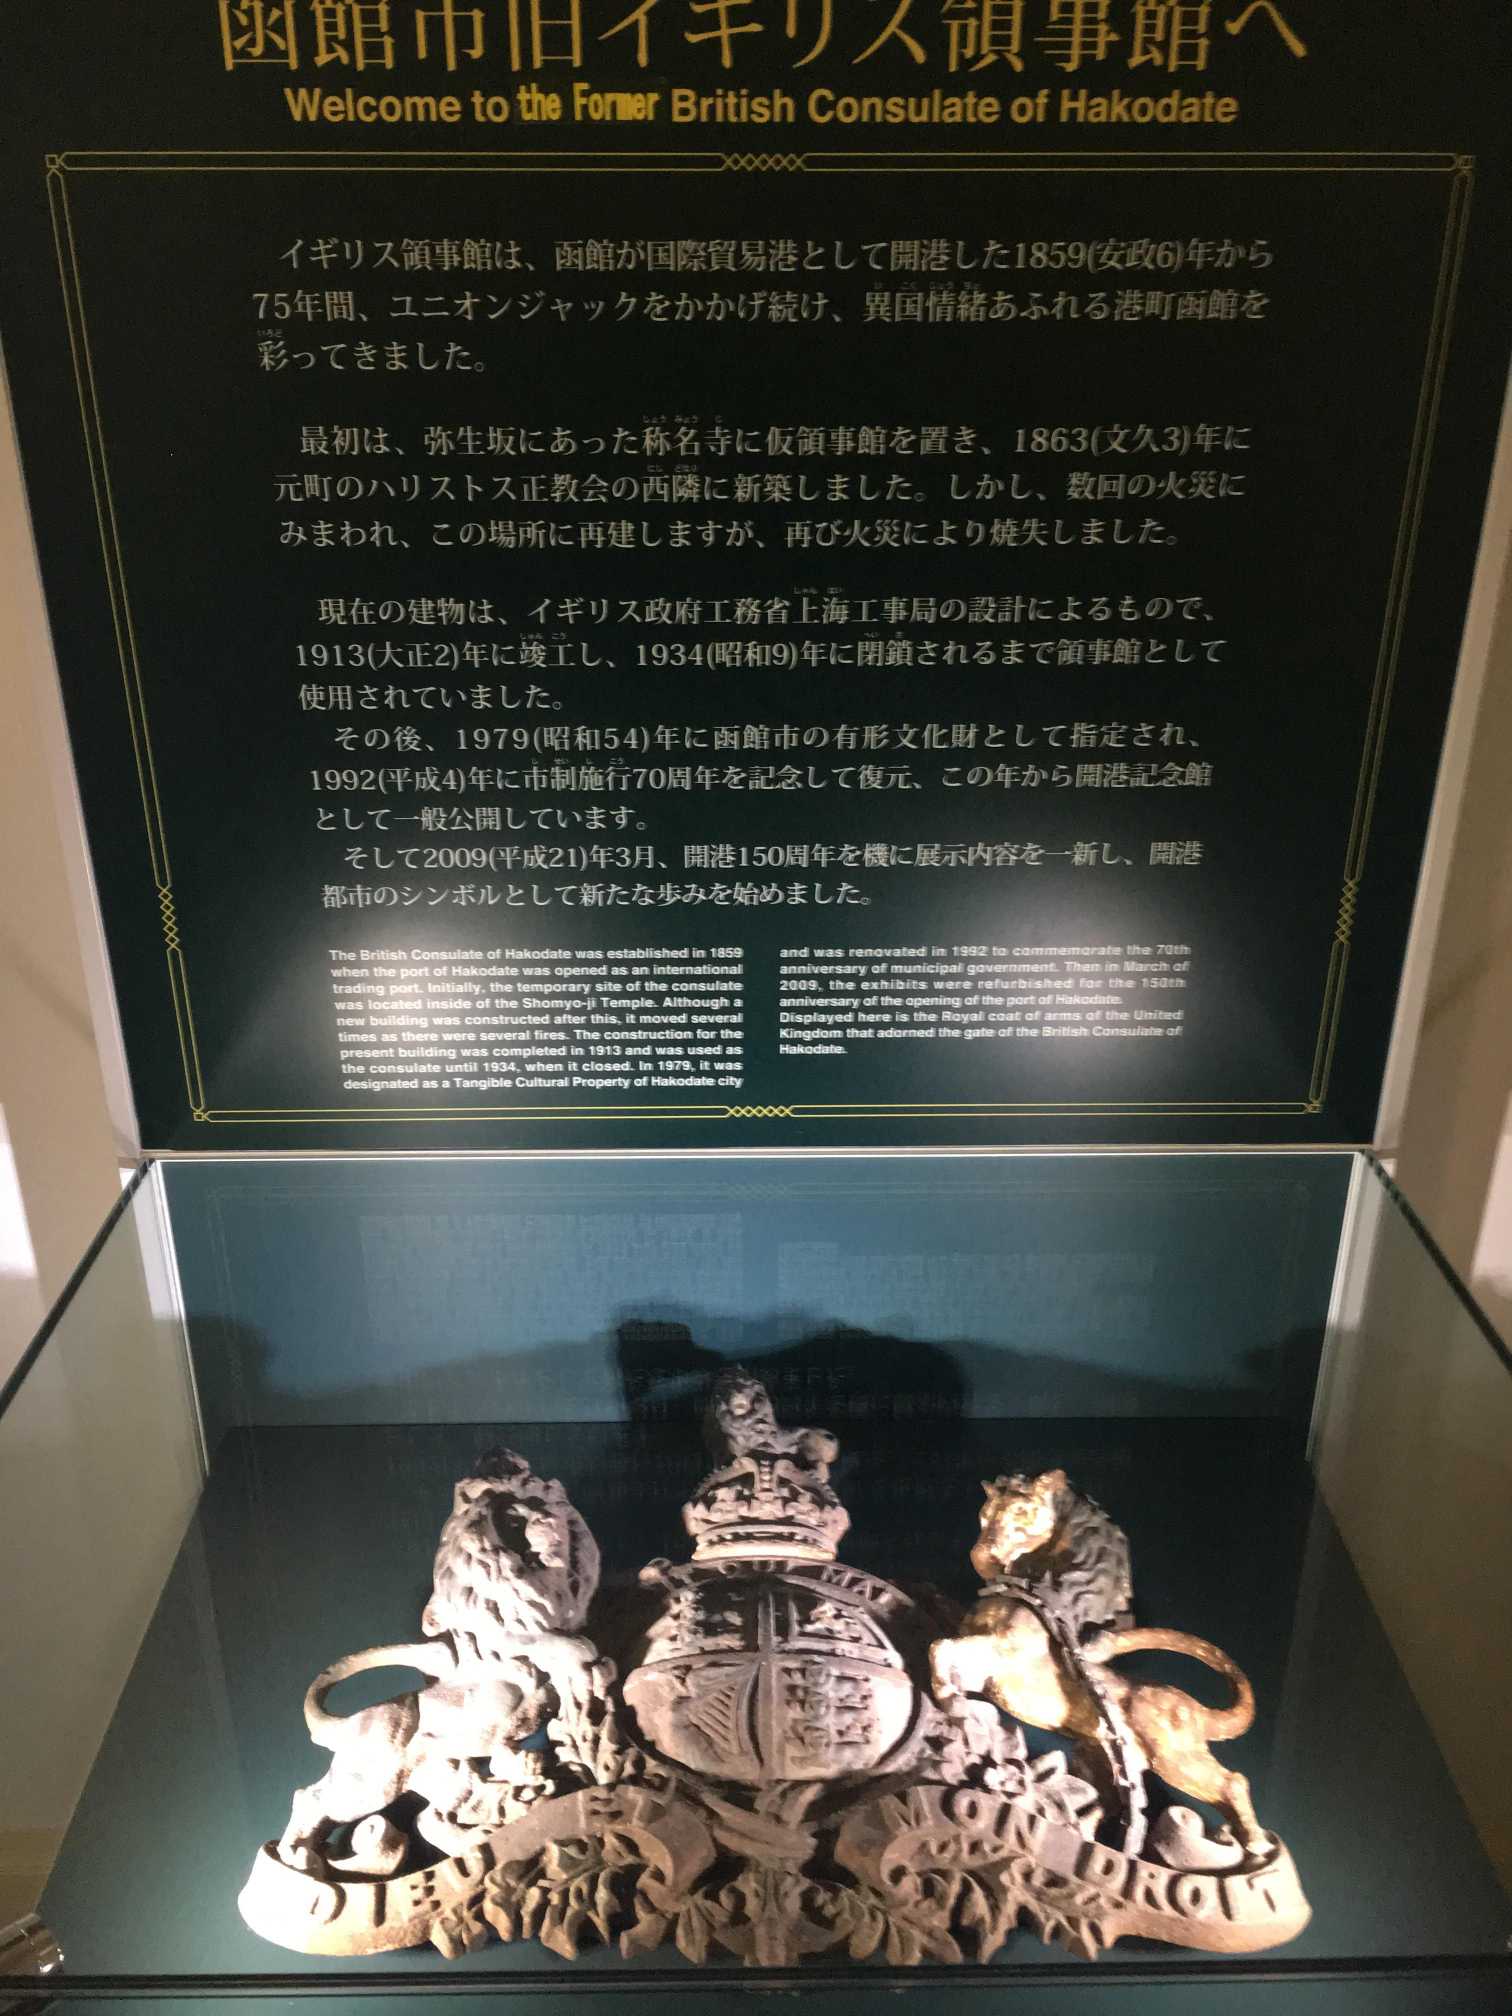 函館市旧イギリス領事館へ
Welcome to the Former British Consulate of Hakodate
イギリス領事館は、函館が国際貿易港として開港した1859(安政6)年から
75年間、ユニオンジャックをかかげ続け、異国情緒あふれる港町函館を
彩ってきました。
最初は、弥生坂にあった称名寺に仮領事館を置き、1863(文久3)年に
元町のハリストス正教会の西隣に新築しました。しかし、数回の火災に
みまわれ、この場所に再建しますが、再び火災により焼失しました。
現在の建物は、イギリス政府工務省上海工事局の設計によるもので、
1913(大正2)年に竣工し、1934(昭和9)年に閉鎖されるまで領事館として
使用されていました。
その後、1979(昭和54)年に函館市の有形文化財として指定され、
1992(平成4)年に市制施行70周年を記念して復元、この年から開港記念館
として一般公開しています。
そして2009(平成21)年3月、開港150周年を機に展示内容を一新し、開港
都市のシンボルとして新たな歩みを始めました。
The British Consulate of Hakodate was established in 1859
when the port of Hakodate was opened as an international
trading port. Initially, the temporary site of the consulate
was located inside of the Shomyo-ji Temple. Although a
new building was constructed after this, it moved several
times as there were several fires. The construction for the
present building was completed in 1913 and was used as
the consulate until 1934, when it closed. In 1979, it was
designated as a Tangible Cultural Property of Hakodate city
and was renovated in 1992 to commemorate the 70th
anniversary of municipal government. Then in March of
2009, the exhibits were refurbished for the 150th
anniversary of the opening of the port of Hakodate.
Displayed here is the Royal coat of arms of the United
Kingdom that adorned the gate of the British Consulate of
Hakodate.
QUI MAL
DIEU ET MON DROIT